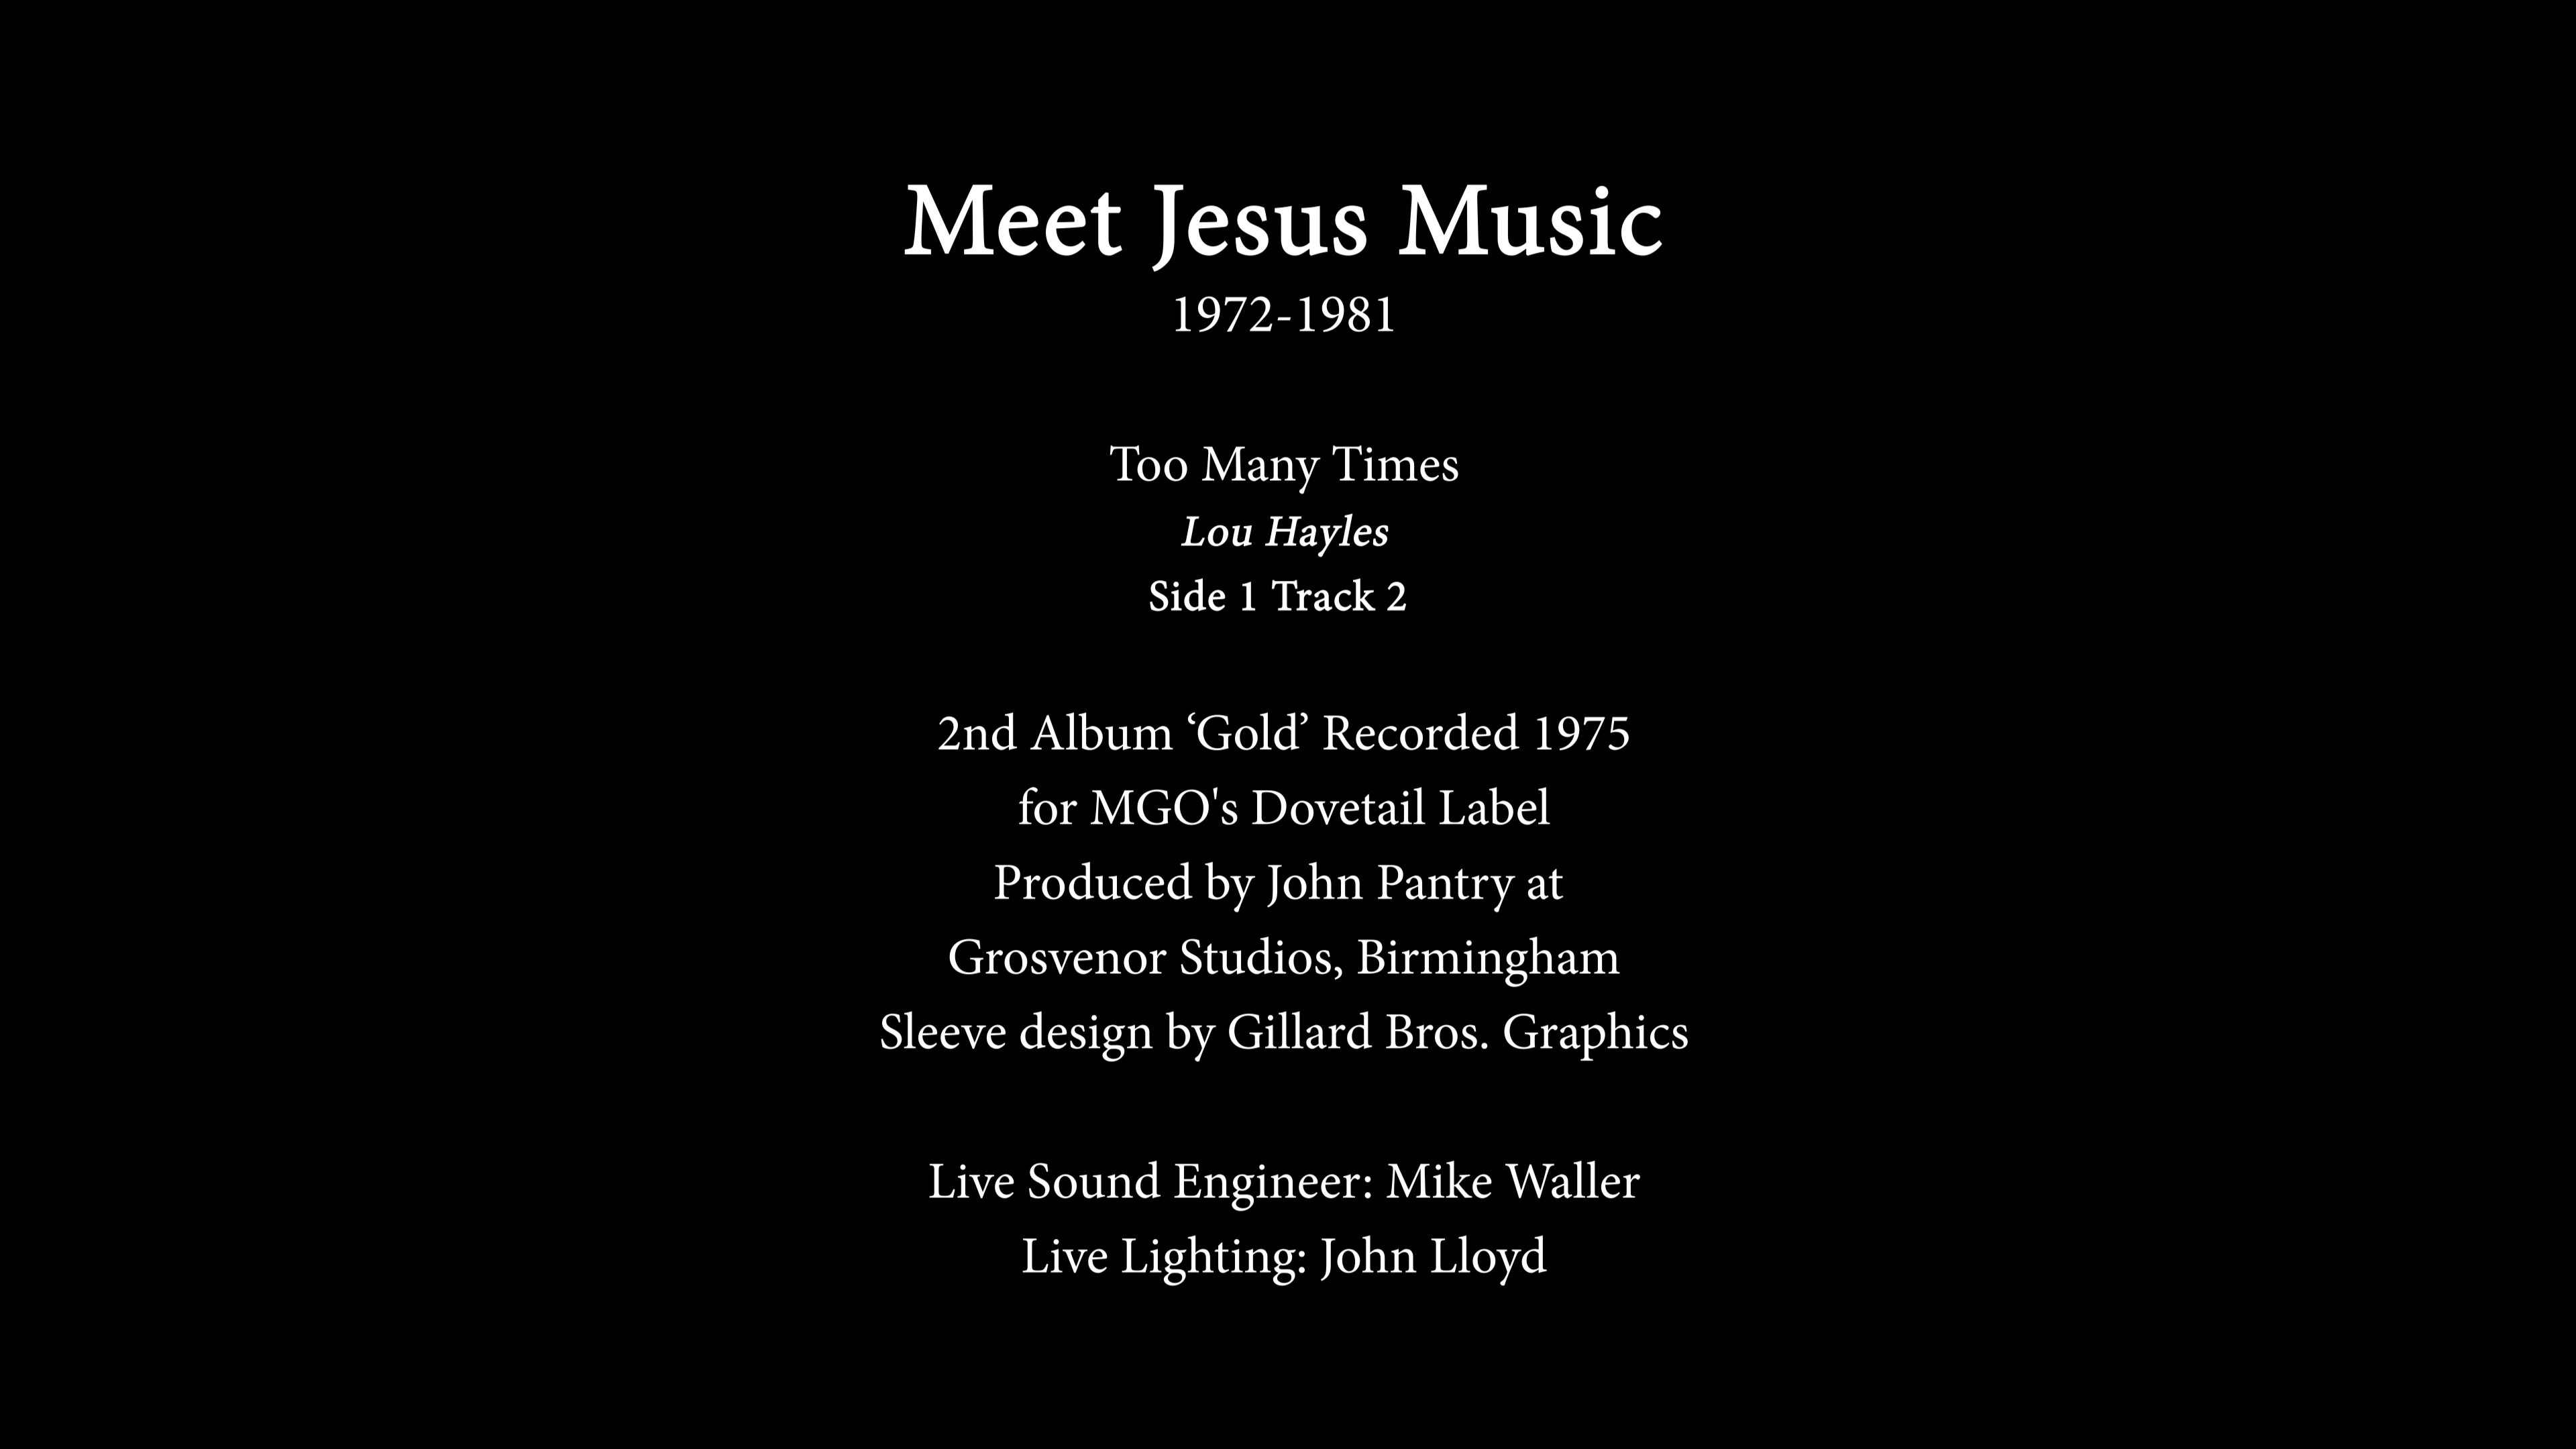 Meet Jesus Music
1972-1981
Too Many Times
Lou Hayles
Side 1 Track 2
2nd Album ‘Gold’ Recorded 1975
for MGO's Dovetail Label
Produced by John Pantry at
Grosvenor Studios, Birmingham
Sleeve design by Gillard Bros. Graphics
Live Sound Engineer: Mike Waller
Live Lighting: John Lloyd